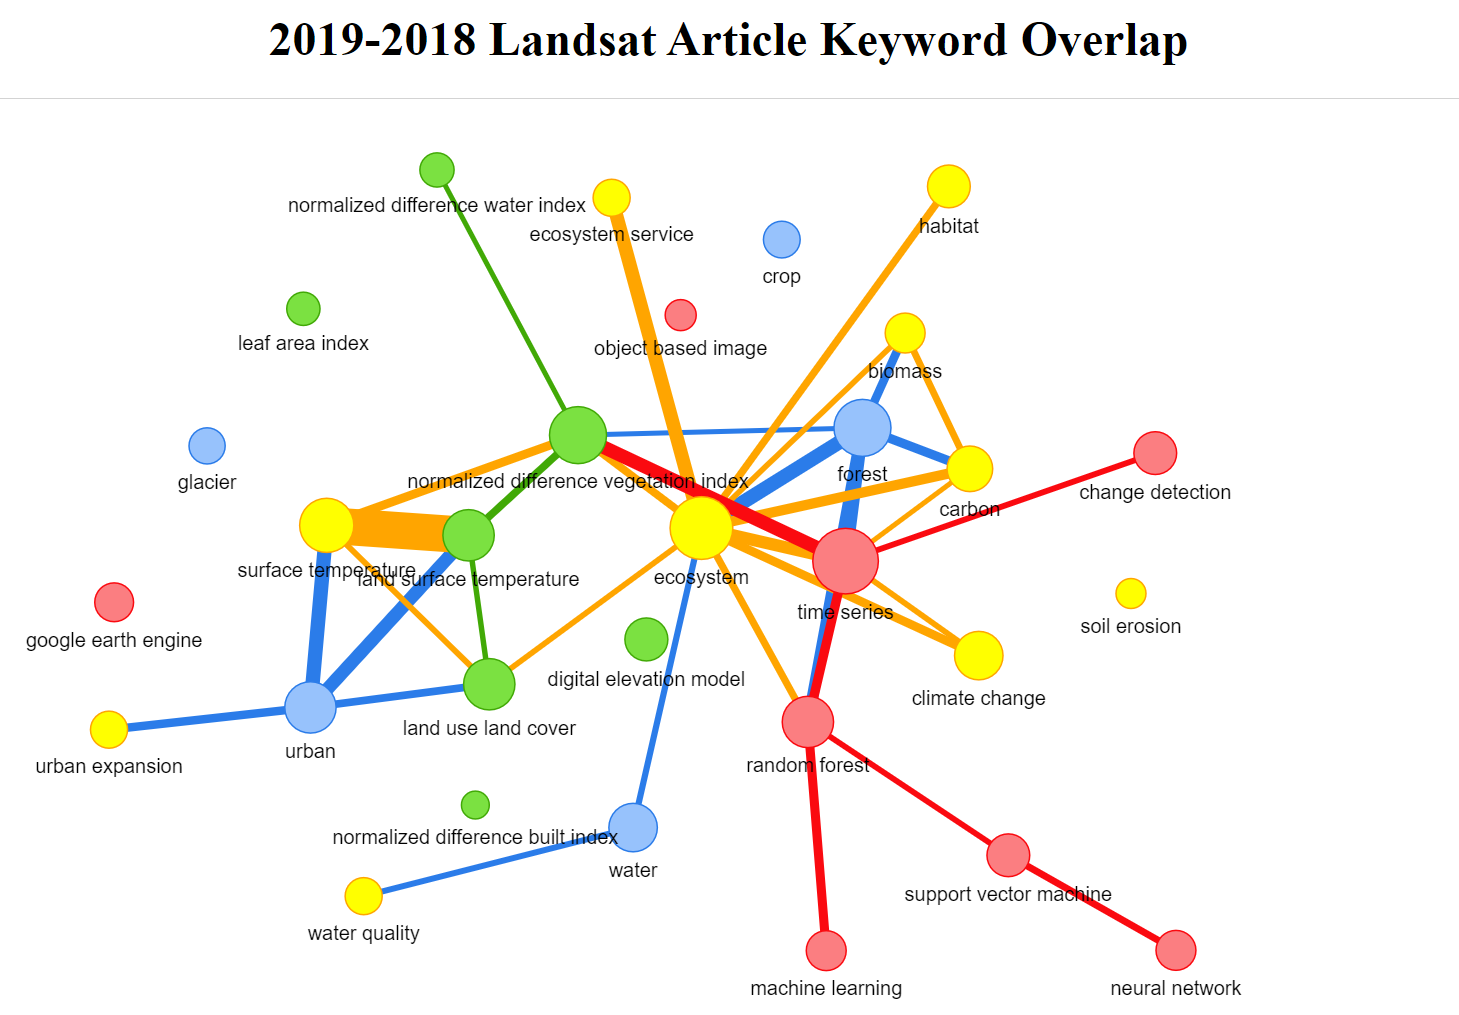 2019-2018 Landsat Article Keyword Overlap
normalized difference water index
ecosystem service
habitat
crop
leaf area index
object based image
biomass
glacier
normalized difference vegetation index
forest
carbon
change detection
surface temperature
land surface temperature
ecosystem
time series
soil erosion
google earth engine
digital elevation model
climate change
urban expansion
urban
land use land cover
random forest
normalized difference built index
water
water quality
support vector machine
machine learning
neural network